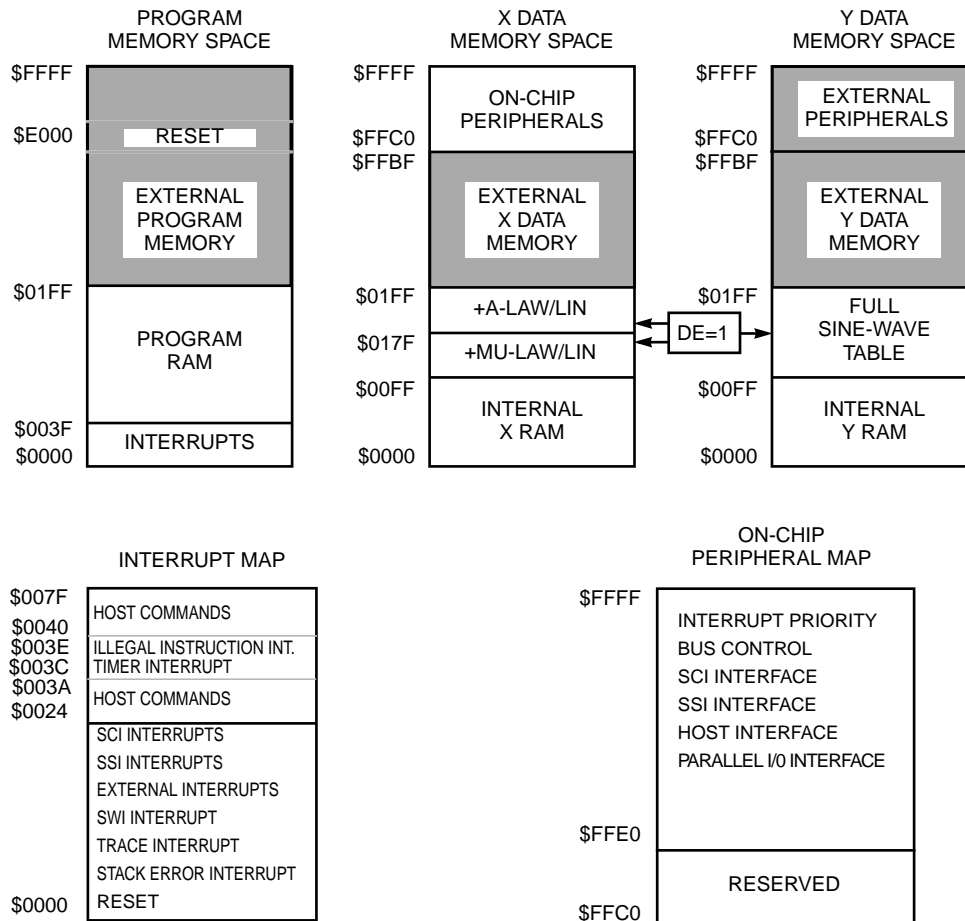 PROGRAM
MEMORY SPACE
$FFFF
$E000
RESET
EXTERNAL
PROGRAM
MEMORY
$01FF
PROGRAM
RAM
$003F
INTERRUPTS
$0000
X DATA
MEMORY SPACE
$FFFF
ON-CHIP
PERIPHERALS
$FFC0
$FFBF
EXTERNAL
X DATA
MEMORY
$01FF
+A-LAW/LIN
$017F
+MU-LAW/LIN
$00FF
INTERNAL
X RAM
$0000
DE=1
Y DATA
MEMORY SPACE
$FFFF
EXTERNAL
PERIPHERALS
$FFC0
$FFBF
EXTERNAL
Y DATA
MEMORY
$01FF
FULL
SINE-WAVE
TABLE
$00FF
INTERNAL
Y RAM
$0000
INTERRUPT MAP
$007F
HOST COMMANDS
$0040
$003E ILLEGAL INSTRUCTION INT.
$003C TIMER INTERRUPT
$003A
HOST COMMANDS
$0024
SCI INTERRUPTS
SSI INTERRUPTS
EXTERNAL INTERRUPTS
SWI INTERRUPT
TRACE INTERRUPT
STACK ERROR INTERRUPT
$0000 RESET
ON-CHIP
PERIPHERAL MAP
$FFFF
INTERRUPT PRIORITY
BUS CONTROL
SCI INTERFACE
SSI INTERFACE
HOST INTERFACE
PARALLEL I/0 INTERFACE
$FFE0
RESERVED
$FFC0